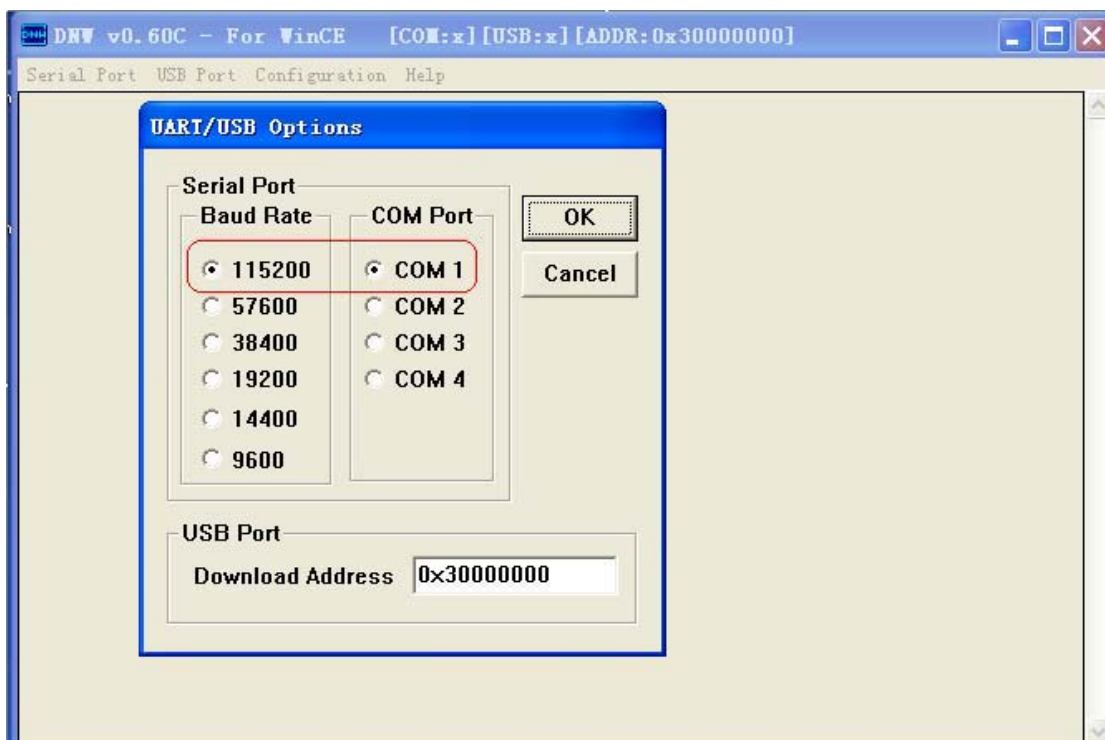 DNW DNW v0.60C - For WinCE [COM:x][USB:x][ADDR:0x30000000]
Serial Port USB Port Configuration Help
UART/USB Options
Serial Port
Baud Rate COM Port OK
115200 COM 1 Cancel
57600 COM 2
38400 COM 3
19200 COM 4
14400
9600
USB Port
Download Address 0x30000000